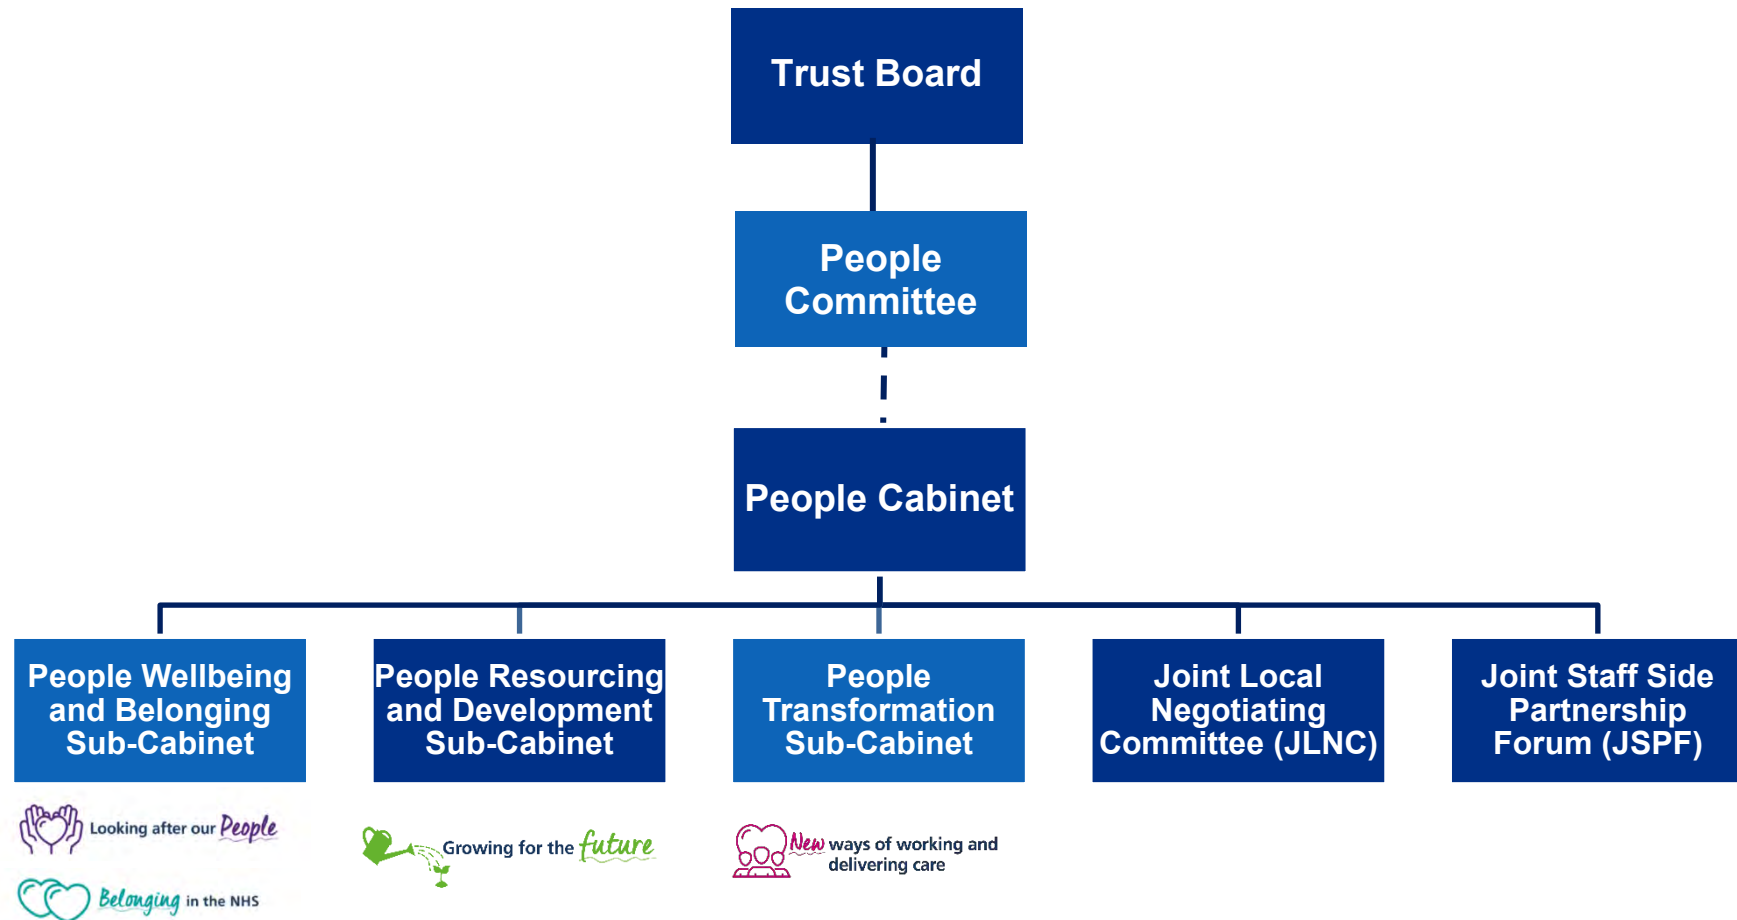 Trust Board
People
Committee
People Cabinet
People Wellbeing
and Belonging
Sub-Cabinet
People Resourcing
and Development
Sub-Cabinet
People
Transformation
Sub-Cabinet
Joint Local
Negotiating
Committee (JLNC)
Joint Staff Side
Partnership
Forum (JSPF)
Looking after our People
Belonging in the NHS
Growing for the future
New ways of working and
delivering care